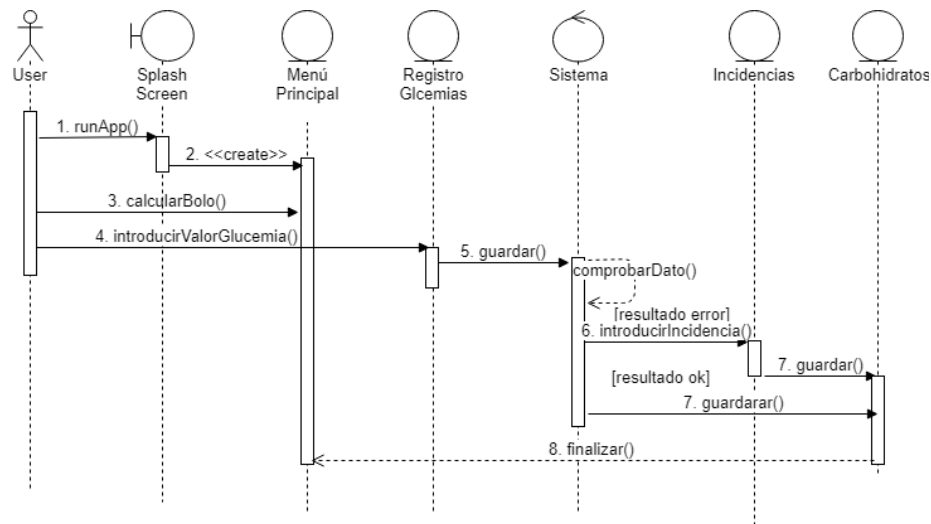 User
Splash
Screen
Menú
Principal
Registro
Glcemias
Sistema
Incidencias
Carbohidratos
1. runApp()
2. <<create>>
3. calcularBolo()
4. introducirValorGlucemia()
5. guardar()
comprobarDato()
[resultado error]
6. introducirIncidencia()
7. guardar()
[resultado ok]
7. guardarar()
8. finalizar()